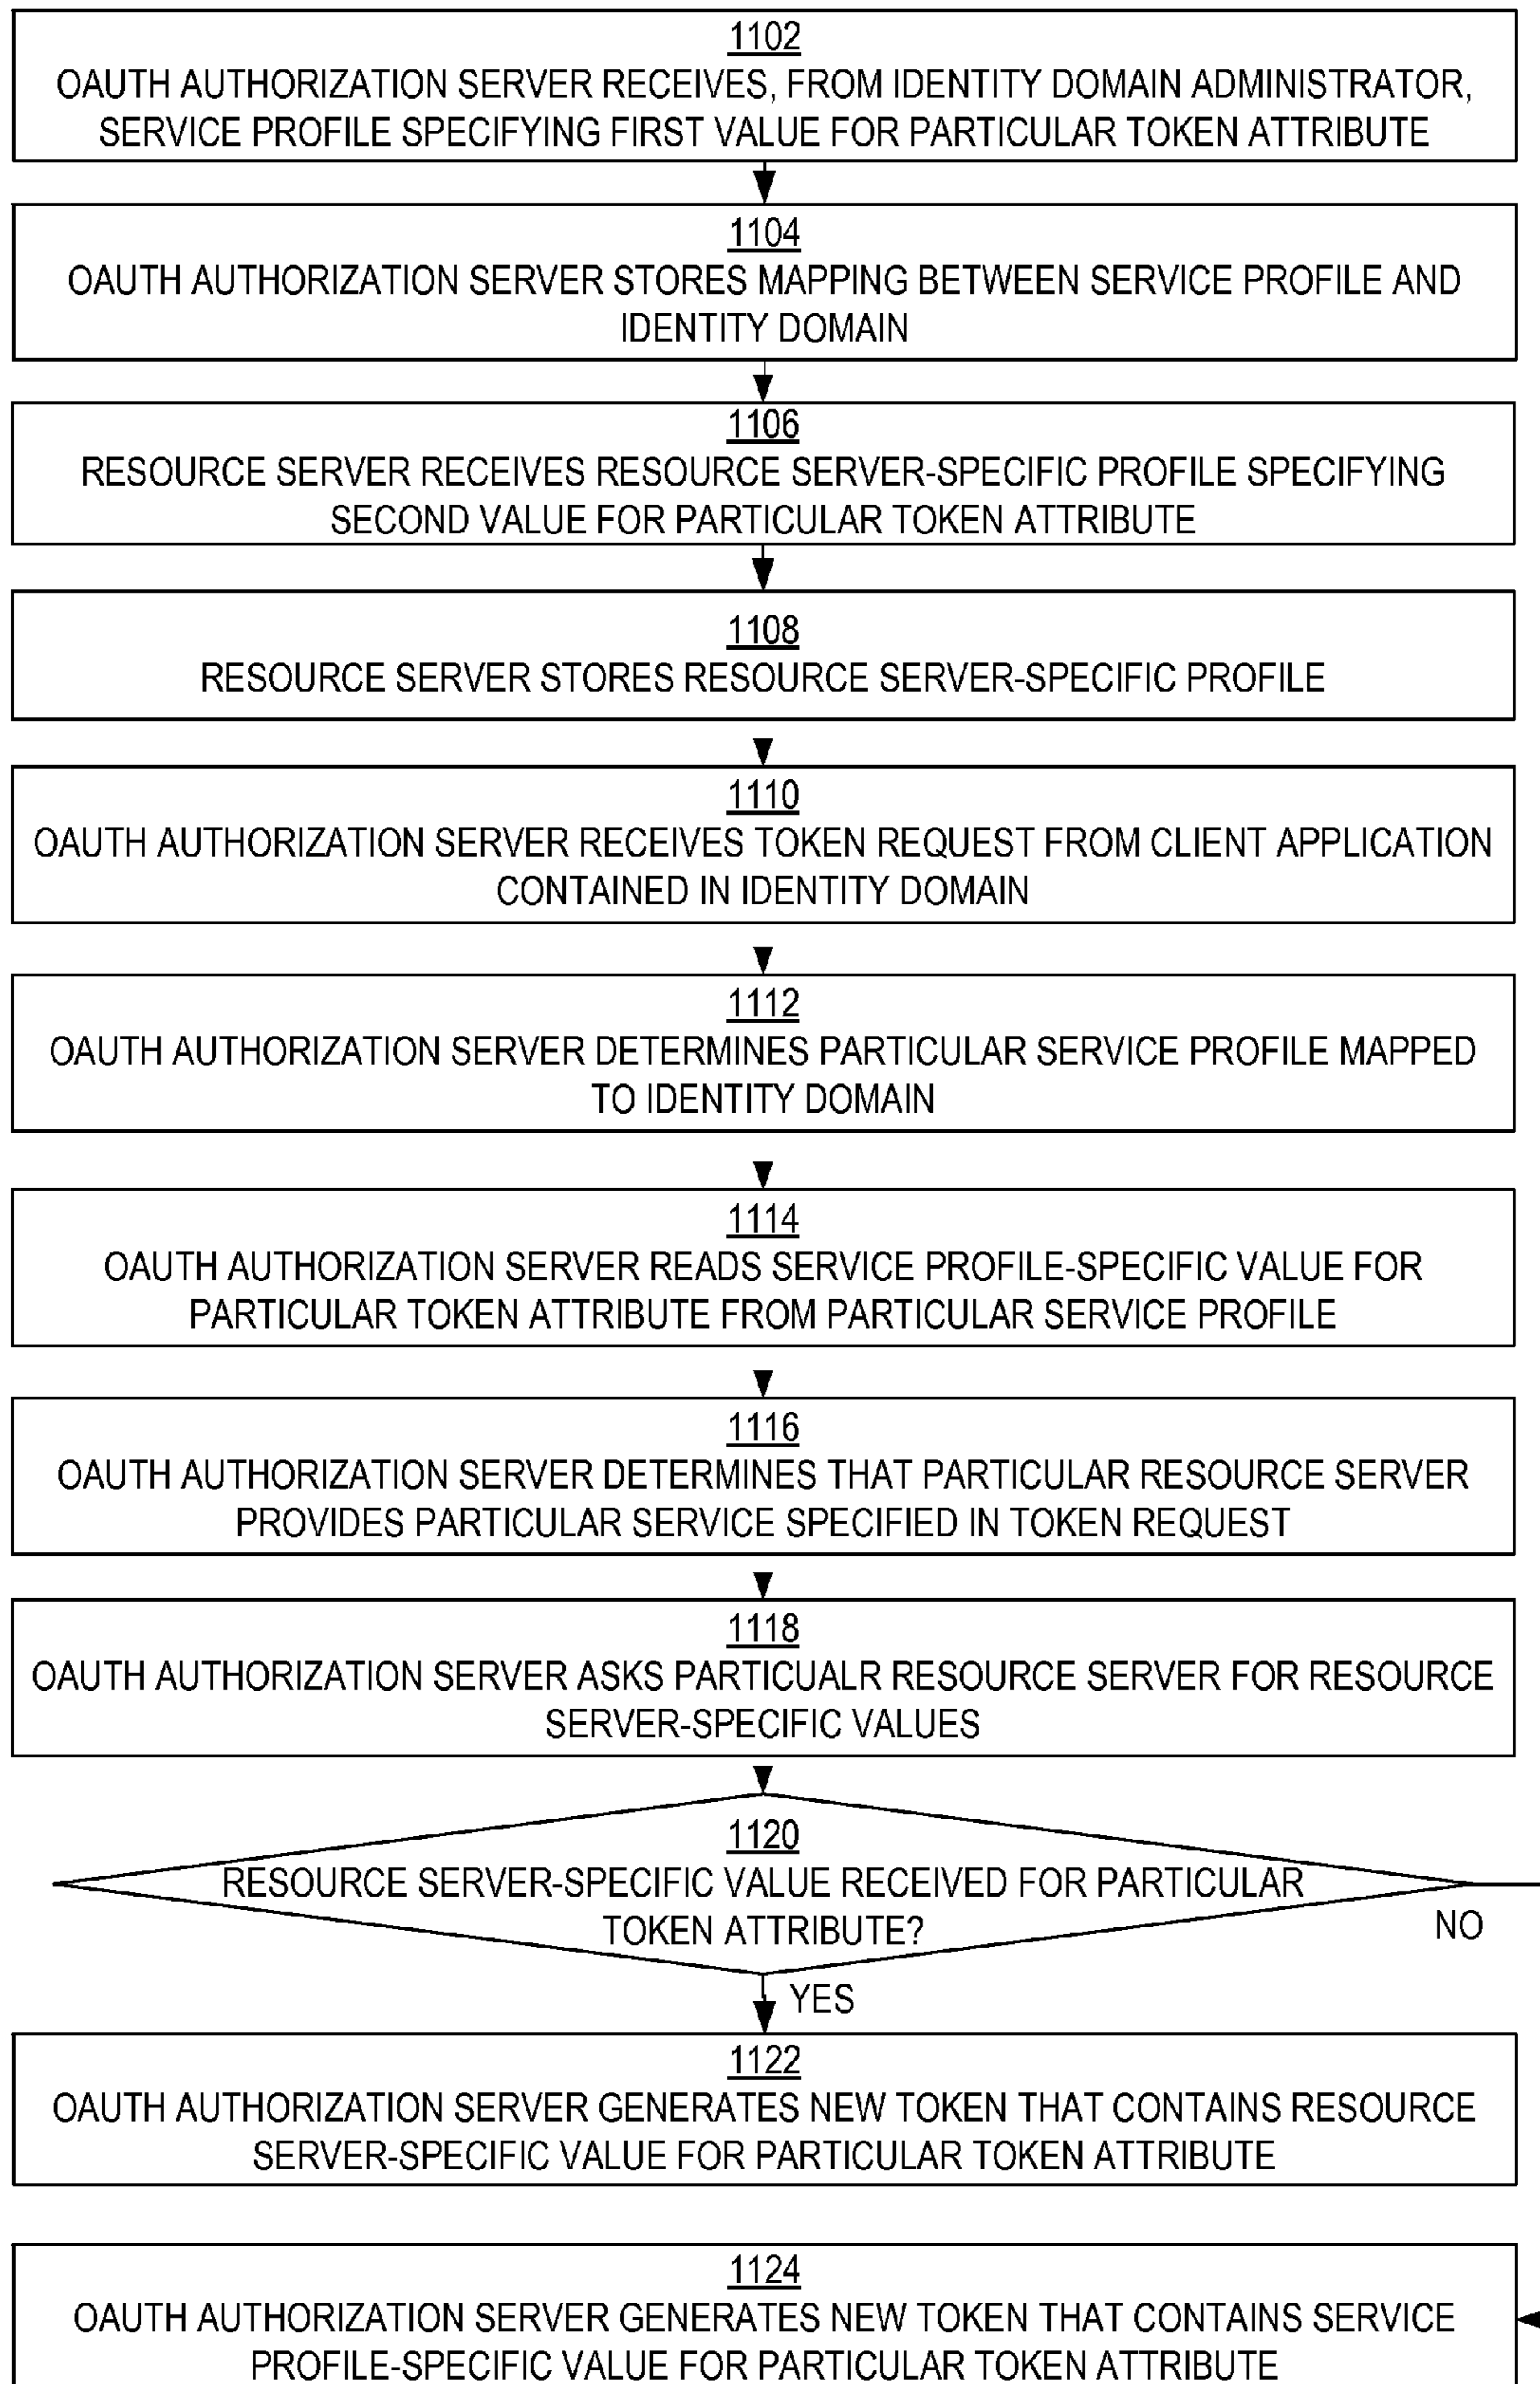 1102
OAUTH AUTHORIZATION SERVER RECEIVES, FROM IDENTITY DOMAIN ADMINISTRATOR,
SERVICE PROFILE SPECIFYING FIRST VALUE FOR PARTICULAR TOKEN ATTRIBUTE
1104
OAUTH AUTHORIZATION SERVER STORES MAPPING BETWEEN SERVICE PROFILE AND
IDENTITY DOMAIN
1106
RESOURCE SERVER RECEIVES RESOURCE SERVER-SPECIFIC PROFILE SPECIFYING
SECOND VALUE FOR PARTICULAR TOKEN ATTRIBUTE
1108
RESOURCE SERVER STORES RESOURCE SERVER-SPECIFIC PROFILE
1110
OAUTH AUTHORIZATION SERVER RECEIVES TOKEN REQUEST FROM CLIENT APPLICATION
CONTAINED IN IDENTITY DOMAIN
1112
OAUTH AUTHORIZATION SERVER DETERMINES PARTICULAR SERVICE PROFILE MAPPED
TO IDENTITY DOMAIN
1114
OAUTH AUTHORIZATION SERVER READS SERVICE PROFILE-SPECIFIC VALUE FOR
PARTICULAR TOKEN ATTRIBUTE FROM PARTICULAR SERVICE PROFILE
1116
OAUTH AUTHORIZATION SERVER DETERMINES THAT PARTICULAR RESOURCE SERVER
PROVIDES PARTICULAR SERVICE SPECIFIED IN TOKEN REQUEST
1118
OAUTH AUTHORIZATION SERVER ASKS PARTICUALR RESOURCE SERVER FOR RESOURCE
SERVER-SPECIFIC VALUES
1120
RESOURCE SERVER-SPECIFIC VALUE RECEIVED FOR PARTICULAR
TOKEN ATTRIBUTE?
NO
YES
1122
OAUTH AUTHORIZATION SERVER GENERATES NEW TOKEN THAT CONTAINS RESOURCE
SERVER-SPECIFIC VALUE FOR PARTICULAR TOKEN ATTRIBUTE
1124
OAUTH AUTHORIZATION SERVER GENERATES NEW TOKEN THAT CONTAINS SERVICE
PROFILE-SPECIFIC VALUE FOR PARTICULAR TOKEN ATTRIBUTE